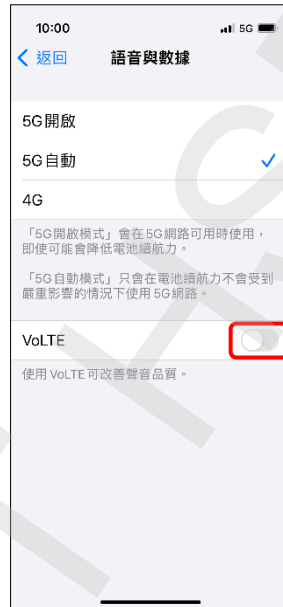 10:00 5G
返回 語音與數據
5G開啟
5G自動
4G
「5G開啟模式」會在 5G網路可用時使用，
即使可能會降低電池續航力。
「5G自動模式」只會在電池續航力不會受到
嚴重影響的情況下使用 5G網路。
VoLTE
使用 VoLTE 可改善聲音品質。